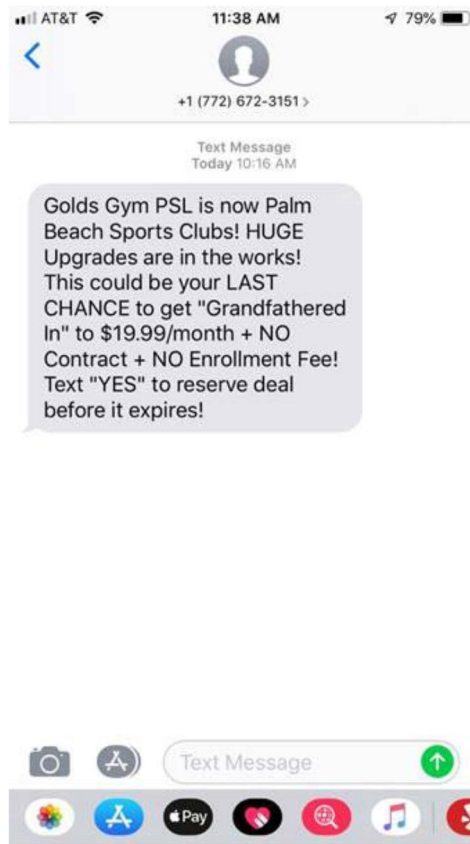 AT&T 11:38 AM 79%
+1 (772) 672-3151 >
Text Message
Today 10:16 AM
Golds Gym PSL is now Palm
Beach Sports Clubs! HUGE
Upgrades are in the works!
This could be your LAST
CHANCE to get "Grandfathered
In" to $19.99/month + NO
Contract + NO Enrollment Fee!
Text "YES" to reserve deal
before it expires!
Text Message
Pay